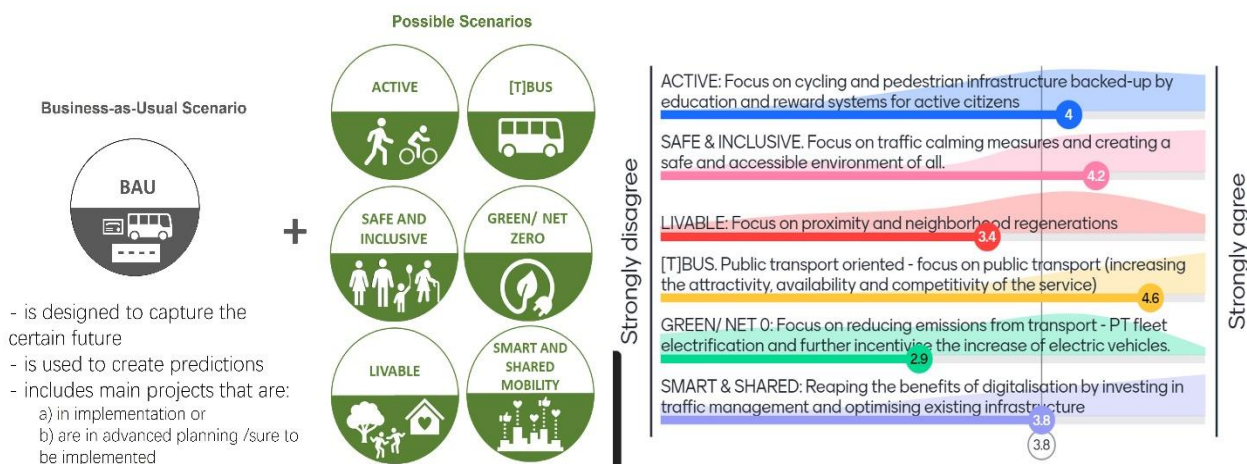 Possible Scenarios
Business-as-Usual Scenario
BAU
+
ACTIVE
[T]BUS
SAFE AND
INCLUSIVE
GREEN/ NET
ZERO
LIVABLE
SMART AND
SHARED
MOBILITY
- is designed to capture the
certain future
- is used to create predictions
- includes main projects that are:
a) in implementation or
b) are in advanced planning /sure to
be implemented
Strongly disagree
ACTIVE: Focus on cycling and pedestrian infrastructure backed-up by
education and reward systems for active citizens
4
SAFE & INCLUSIVE. Focus on traffic calming measures and creating a
safe and accessible environment of all.
4.2
LIVABLE: Focus on proximity and neighborhood regenerations
3.4
[T]BUS. Public transport oriented - focus on public transport (increasing
the attractivity, availability and competitivity of the service)
4.6
GREEN/ NET 0: Focus on reducing emissions from transport - PT fleet
electrification and further incentivise the increase of electric vehicles.
2.9
SMART & SHARED: Reaping the benefits of digitalisation by investing in
traffic management and optimising existing infrastructure
3.8
3.8
Strongly agree